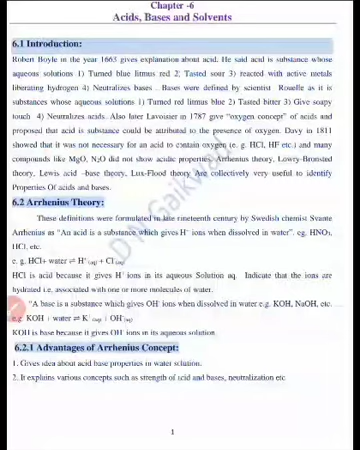 Chapter -6
Acids, Bases and Solvents
6.1 Introduction:
Robert Boyle in the year 1663 gives explanation about acid. He said acid is substance whose
aqueous solutions 1) Turned blue litmus red 2) Tasted sour 3) reacted with active metals
liberating hydrogen 4) Neutralizes bases . Bases were defined by scientist Rouelle as it is
substances whose aqueous solutions 1) Turned red litmus blue 2) Tasted bitter 3) Give soapy
touch 4) Neutralizes acids. Also later Lavoisier in 1787 give “oxygen concept” of acids and
proposed that acid is substance could be attributed to the presence of oxygen. Davy in 1811
showed that it was not necessary for an acid to contain oxygen (e. g. HCl, HF etc.) and many
compounds like MgO, N₂O did not show acidic properties. Arrhenius theory, Lowry-Bronsted
theory, Lewis acid -base theory, Lux-Flood theory Are collectively very useful to identify
Properties Of acids and bases.
6.2 Arrhenius Theory:
These definitions were formulated in late nineteenth century by Swedish chemist Svante
Arrhenius as “An acid is a substance which gives H⁺ ions when dissolved in water”. eg. HNO₃,
HCl, etc.
e. g. HCl+ water ⇌ H⁺(aq) + Cl⁻(aq)
HCl is acid because it gives H⁺ ions in its aqueous Solution aq. Indicate that the ions are
hydrated i.e. associated with one or more molecules of water.
“A base is a substance which gives OH⁻ ions when dissolved in water e.g. KOH, NaOH, etc.
e.g. KOH + water ⇌ K⁺(aq) + OH⁻(aq)
KOH is base because it gives OH⁻ ions in its aqueous solution
6.2.1 Advantages of Arrhenius Concept:
1. Gives idea about acid base properties in water solution.
2. It explains various concepts such as strength of acid and bases, neutralization etc
D M Gaikwad
1